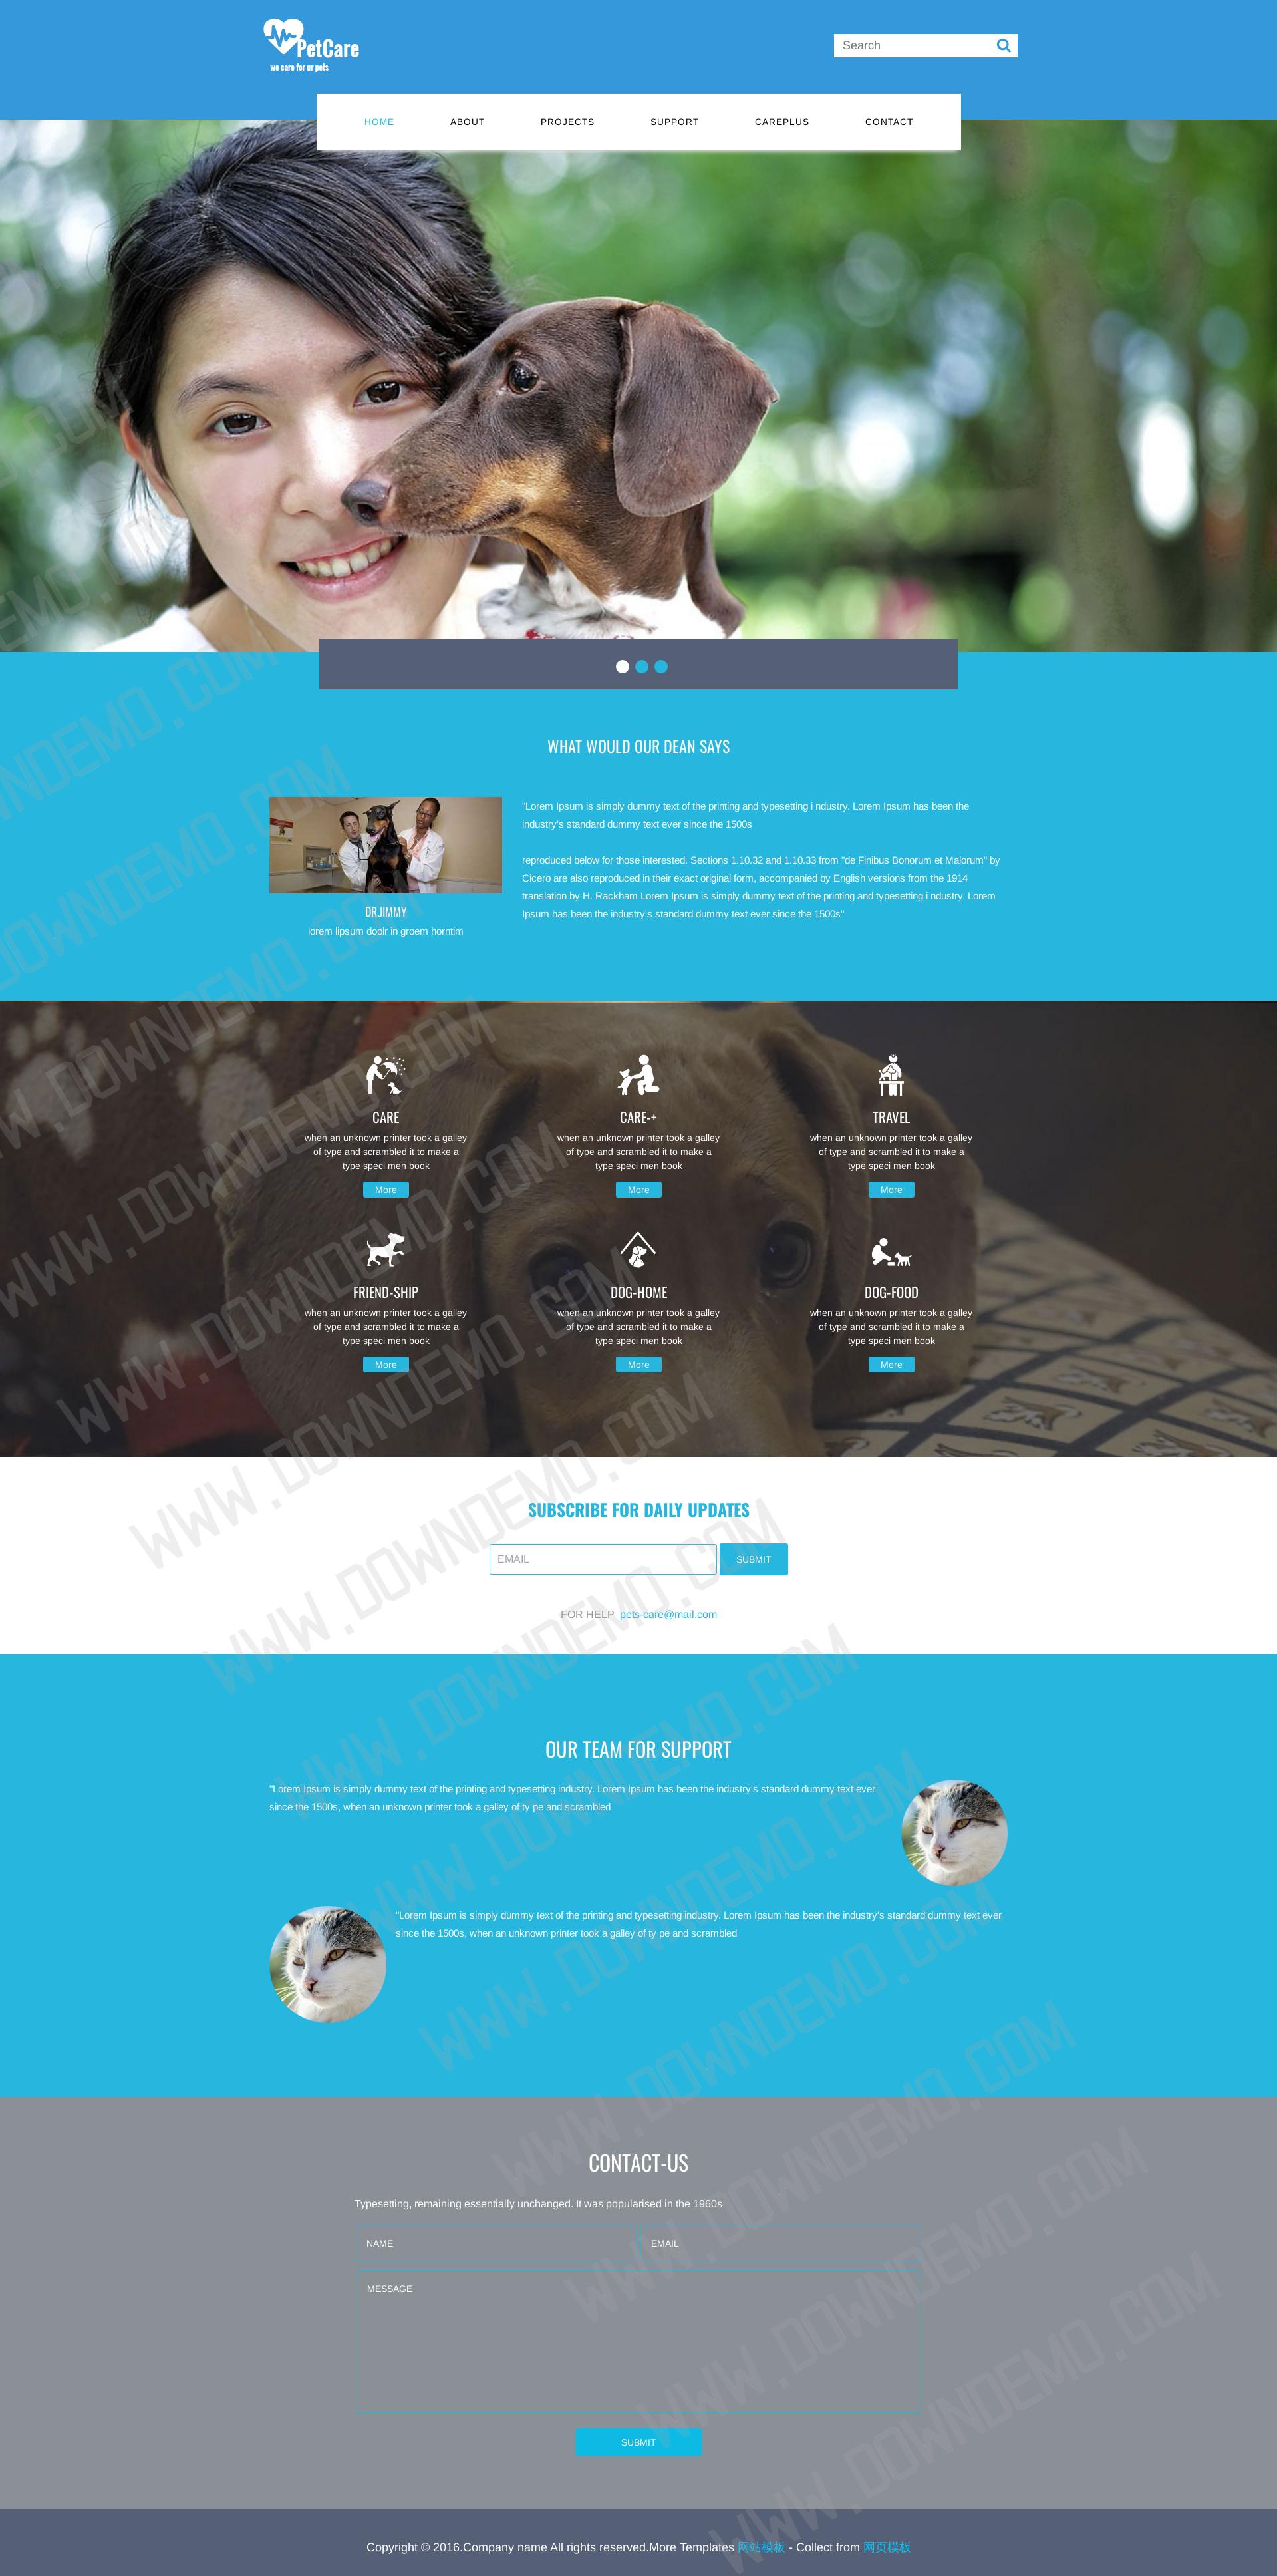 PetCare
we care for ur pets
Search
HOME ABOUT PROJECTS SUPPORT CAREPLUS CONTACT
WHAT WOULD OUR DEAN SAYS
"Lorem Ipsum is simply dummy text of the printing and typesetting i ndustry. Lorem Ipsum has been the
industry's standard dummy text ever since the 1500s
reproduced below for those interested. Sections 1.10.32 and 1.10.33 from "de Finibus Bonorum et Malorum" by
Cicero are also reproduced in their exact original form, accompanied by English versions from the 1914
translation by H. Rackham Lorem Ipsum is simply dummy text of the printing and typesetting i ndustry. Lorem
Ipsum has been the industry's standard dummy text ever since the 1500s"
DR.JIMMY
lorem lipsum doolr in groem horntim
CARE
when an unknown printer took a galley
of type and scrambled it to make a
type speci men book
More
CARE-+
when an unknown printer took a galley
of type and scrambled it to make a
type speci men book
More
TRAVEL
when an unknown printer took a galley
of type and scrambled it to make a
type speci men book
More
FRIEND-SHIP
when an unknown printer took a galley
of type and scrambled it to make a
type speci men book
More
DOG-HOME
when an unknown printer took a galley
of type and scrambled it to make a
type speci men book
More
DOG-FOOD
when an unknown printer took a galley
of type and scrambled it to make a
type speci men book
More
SUBSCRIBE FOR DAILY UPDATES
EMAIL
SUBMIT
FOR HELP pets-care@mail.com
OUR TEAM FOR SUPPORT
"Lorem Ipsum is simply dummy text of the printing and typesetting industry. Lorem Ipsum has been the industry's standard dummy text ever
since the 1500s, when an unknown printer took a galley of ty pe and scrambled
"Lorem Ipsum is simply dummy text of the printing and typesetting industry. Lorem Ipsum has been the industry's standard dummy text ever
since the 1500s, when an unknown printer took a galley of ty pe and scrambled
CONTACT-US
Typesetting, remaining essentially unchanged. It was popularised in the 1960s
NAME
EMAIL
MESSAGE
SUBMIT
Copyright © 2016.Company name All rights reserved.More Templates 网站模板 - Collect from 网页模板
WWW.DOWNDEMO.COM